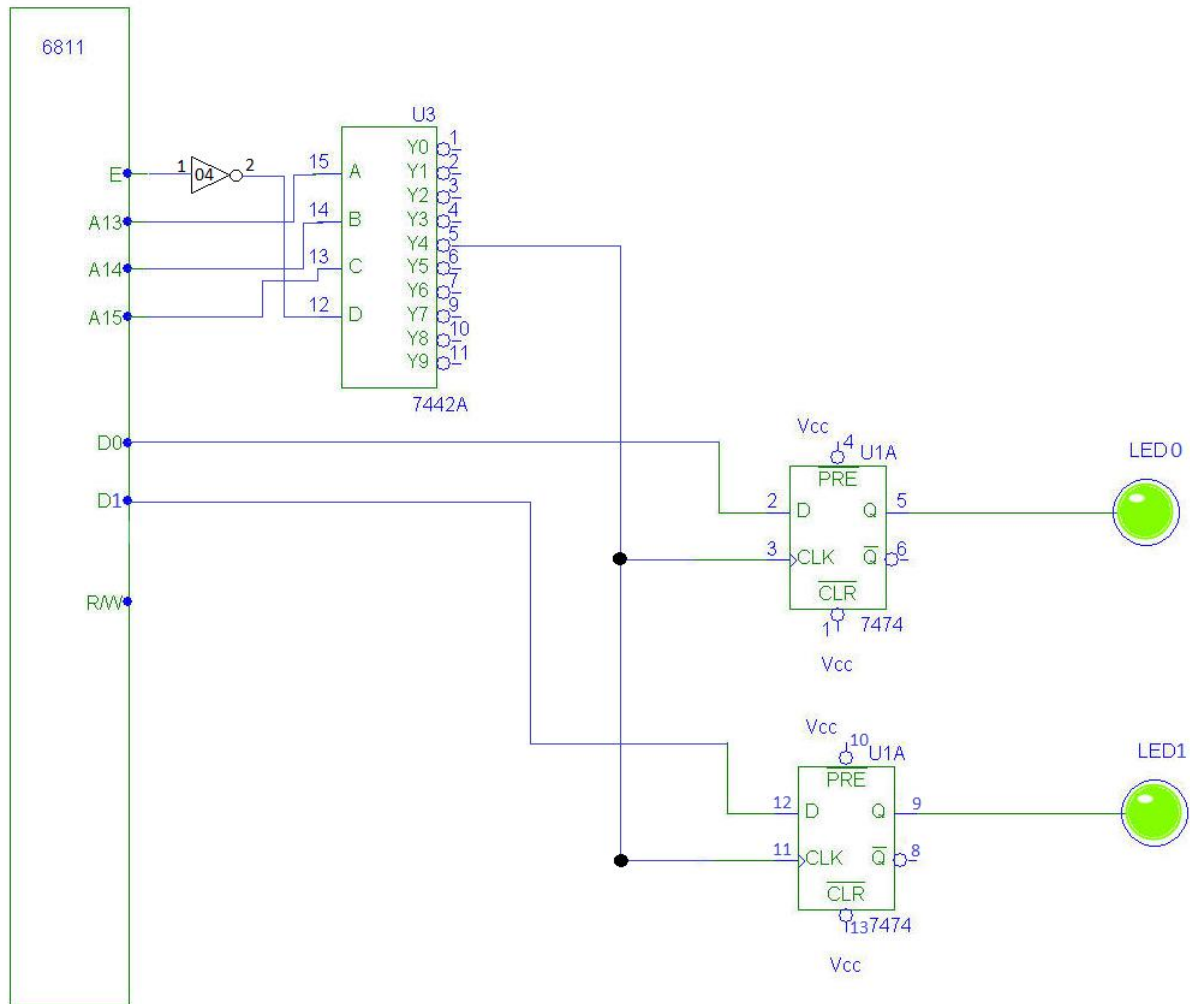 6811
U3
E
1
04
2
15
A
Y0
1
Y1
2
Y2
3
A13
14
B
Y3
4
Y4
5
A14
13
C
Y5
6
Y6
7
A15
12
D
Y7
9
Y8
10
Y9
11
7442A
D0
D1
R/W
Vcc
4
U1A
PRE
2
D
Q
5
LED0
3
CLK
Q
6
CLR
1
7474
Vcc
Vcc
10
U1A
PRE
12
D
Q
9
LED1
11
CLK
Q
8
CLR
13
7474
Vcc